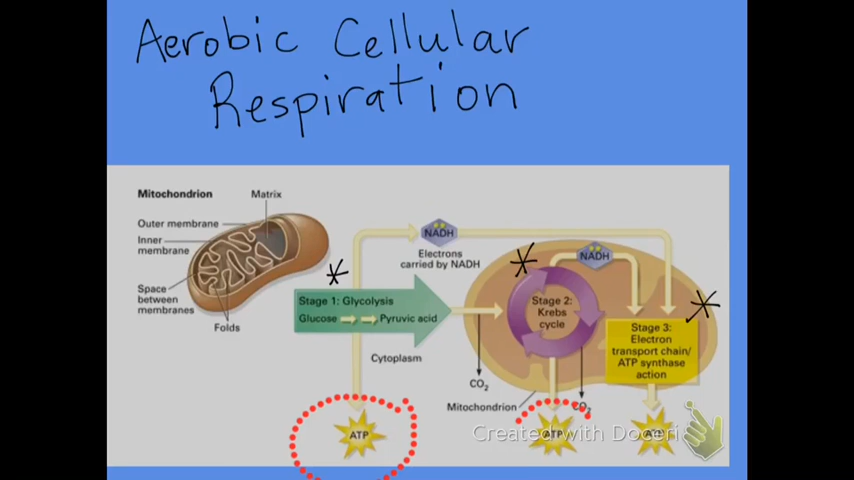 Aerobic Cellular
Respiration
Mitochondrion
Matrix
Outer membrane
Inner
membrane
Space
between
membranes
Folds
NADH
Electrons
carried by NADH
NADH
Stage 1: Glycolysis
Glucose
Pyruvic acid
Cytoplasm
Stage 2:
Krebs
cycle
Stage 3:
Electron
transport chain/
ATP synthase
action
CO2
Mitochondrion
CO2
ATP
ATP
ATP
Created with Doceri